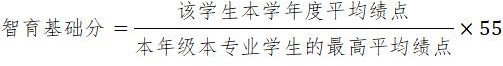 智育基础分 = 该学生本学年度平均绩点 / 本年级本专业学生的最高平均绩点 × 55